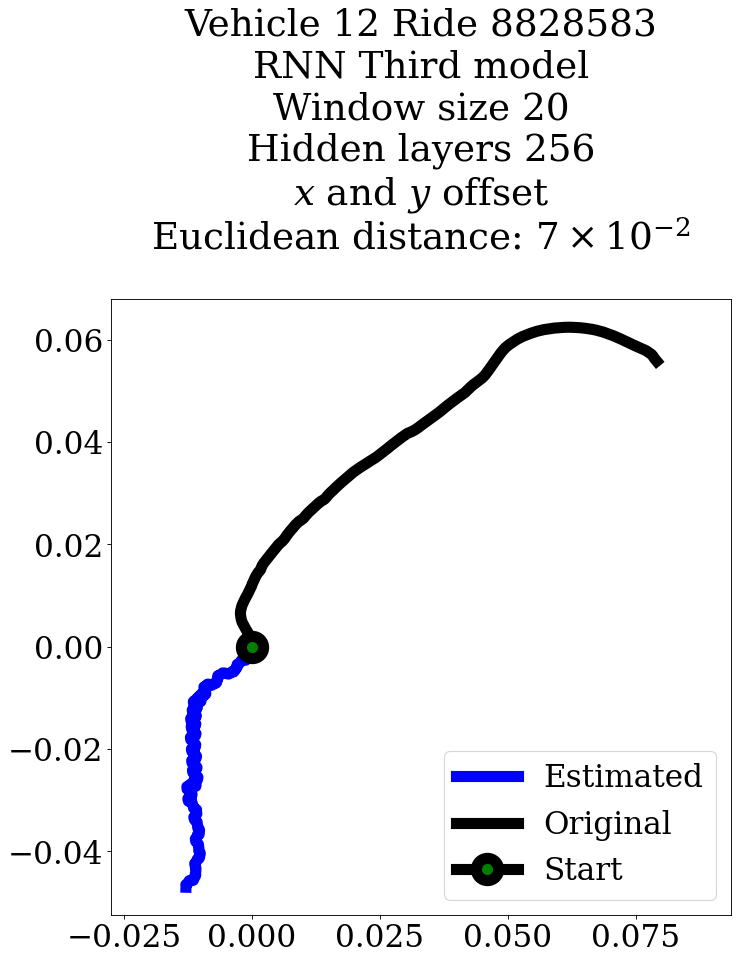 Vehicle 12 Ride 8828583
RNN Third model
Window size 20
Hidden layers 256
x and y offset
Euclidean distance: 7 × 10⁻²
0.06
0.04
0.02
0.00
−0.02
−0.04
Estimated
Original
Start
−0.025 0.000 0.025 0.050 0.075